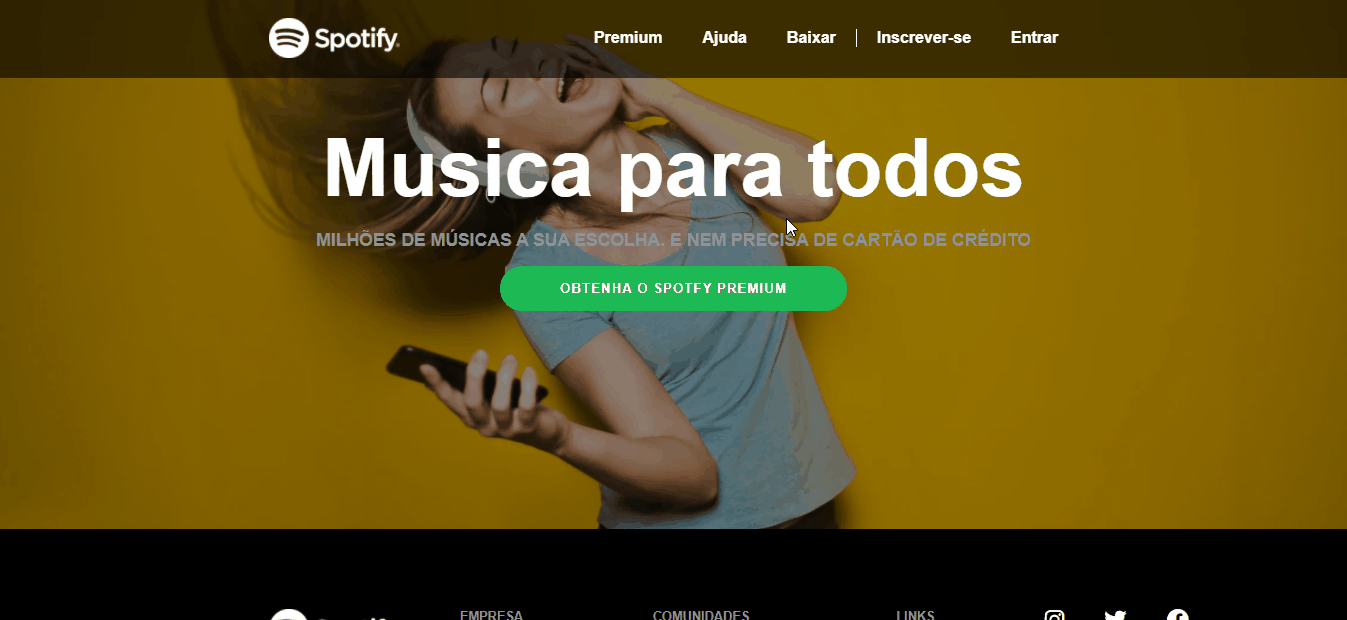 Spotify
Premium Ajuda Baixar Inscrever-se Entrar
Musica para todos
MILHÕES DE MÚSICAS A SUA ESCOLHA. E NEM PRECISA DE CARTÃO DE CRÉDITO
OBTENHA O SPOTFY PREMIUM
EMPRESA COMUNIDADES LINKS